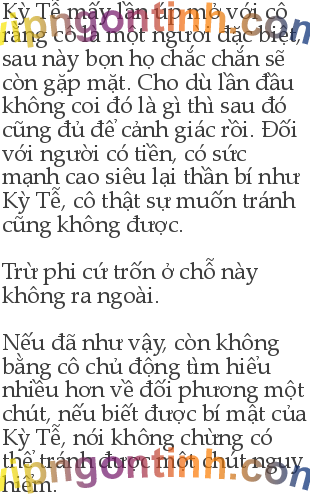 Kỳ Tễ mấy lần úp mở với cô
rằng cô là một người đặc biệt,
sau này bọn họ chắc chắn sẽ
còn gặp mặt. Cho dù lần đầu
không coi đó là gì thì sau đó
cũng đủ để cảnh giác rồi. Đối
với người có tiền, có sức
mạnh cao siêu lại thần bí như
Kỳ Tễ, cô thật sự muốn tránh
cũng không được.
Trừ phi cứ trốn ở chỗ này
không ra ngoài.
Nếu đã như vậy, còn không
bằng cô chủ động tìm hiểu
nhiều hơn về đối phương một
chút, nếu biết được bí mật của
Kỳ Tễ, nói không chừng có
thể tránh được một chút nguy
hiểm.
vipngontinh.com
vipngontinh.com